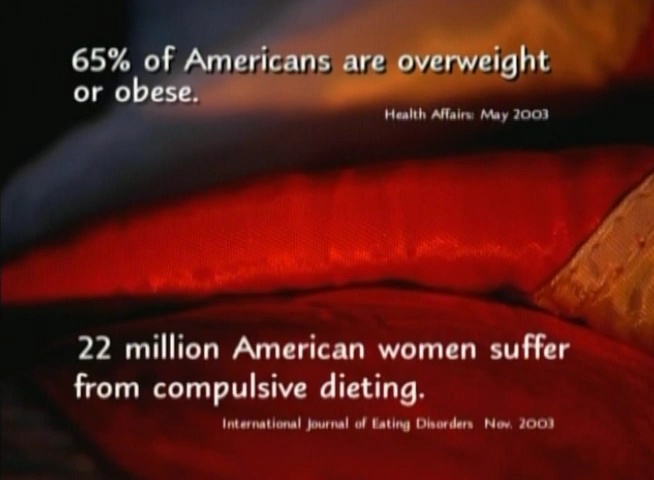 65% of Americans are overweight
or obese.
Health Affairs: May 2003
22 million American women suffer
from compulsive dieting.
International Journal of Eating Disorders Nov. 2003